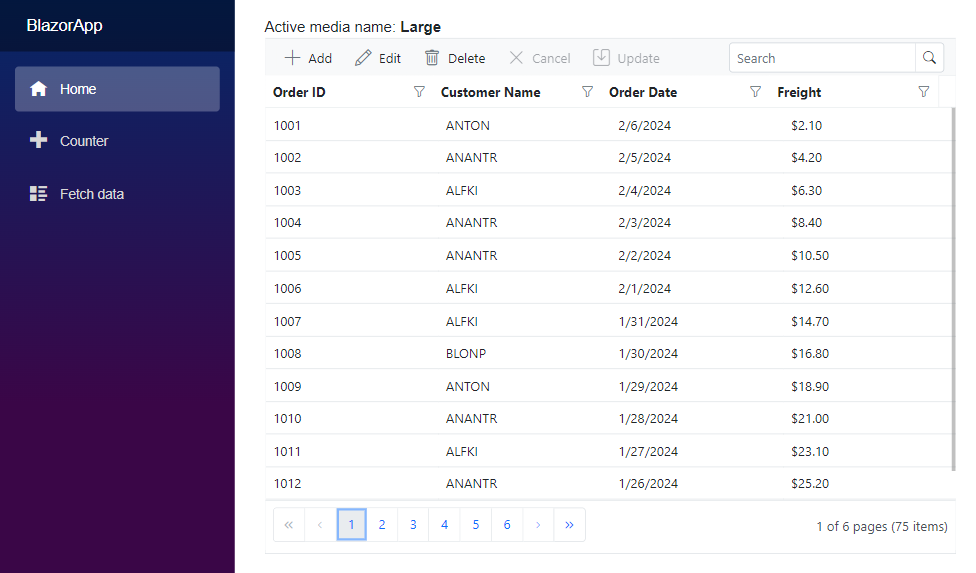 BlazorApp
Home
Counter
Fetch data
Active media name: Large
Add Edit Delete Cancel Update Search
Order ID Customer Name Order Date Freight
1001 ANTON 2/6/2024 $2.10
1002 ANANTR 2/5/2024 $4.20
1003 ALFKI 2/4/2024 $6.30
1004 ANANTR 2/3/2024 $8.40
1005 ANANTR 2/2/2024 $10.50
1006 ALFKI 2/1/2024 $12.60
1007 ALFKI 1/31/2024 $14.70
1008 BLONP 1/30/2024 $16.80
1009 ANTON 1/29/2024 $18.90
1010 ANANTR 1/28/2024 $21.00
1011 ALFKI 1/27/2024 $23.10
1012 ANANTR 1/26/2024 $25.20
« ‹ 1 2 3 4 5 6 › » 1 of 6 pages (75 items)